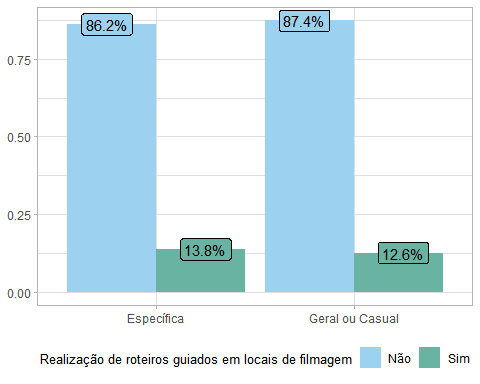 86.2%
87.4%
0.75
0.50
0.25
13.8%
12.6%
0.00
Específica
Geral ou Casual
Realização de roteiros guiados em locais de filmagem
Não
Sim